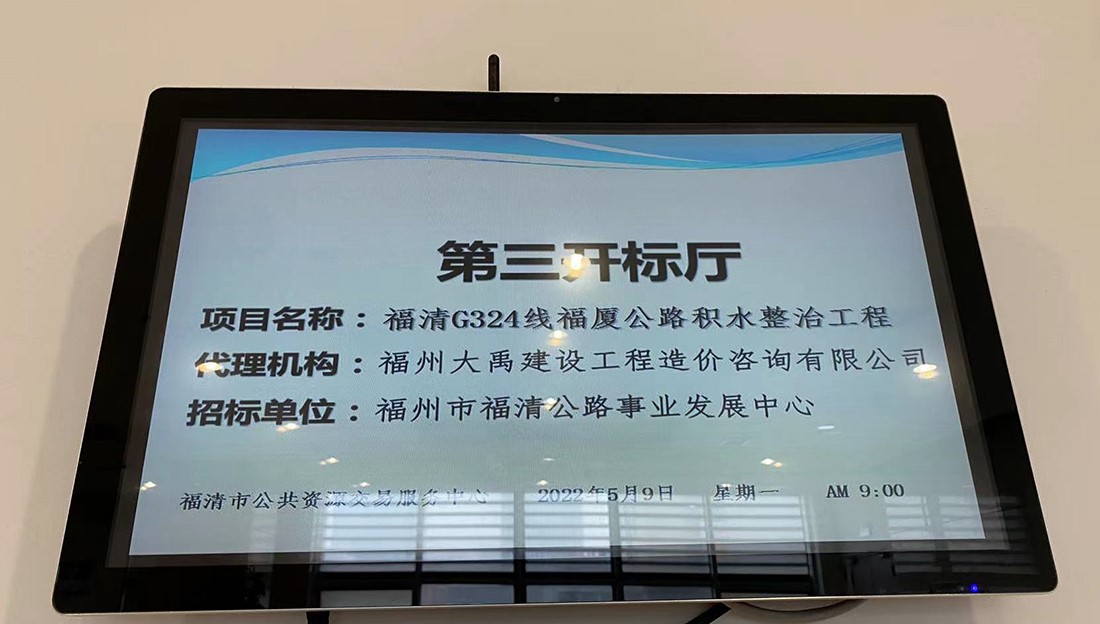 第三开标厅
项目名称：福清G324线福厦公路积水整治工程
代理机构：福州大禹建设工程造价咨询有限公司
招标单位：福州市福清公路事业发展中心
福清市公共资源交易服务中心 2022年5月9日 星期一 AM 9:00